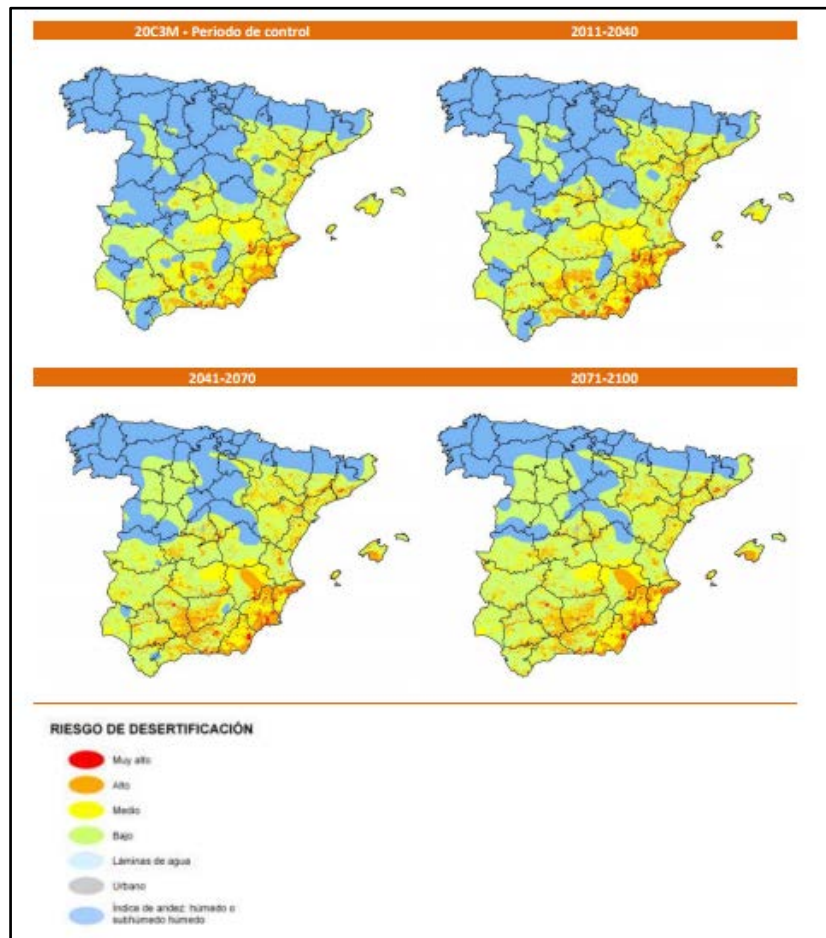 20C3M - Periodo de control
2011-2040
2041-2070
2071-2100
RIESGO DE DESERTIFICACIÓN
Muy alto
Alto
Medio
Bajo
Láminas de agua
Urbano
Índice de aridez: húmedo o
subhúmedo húmedo